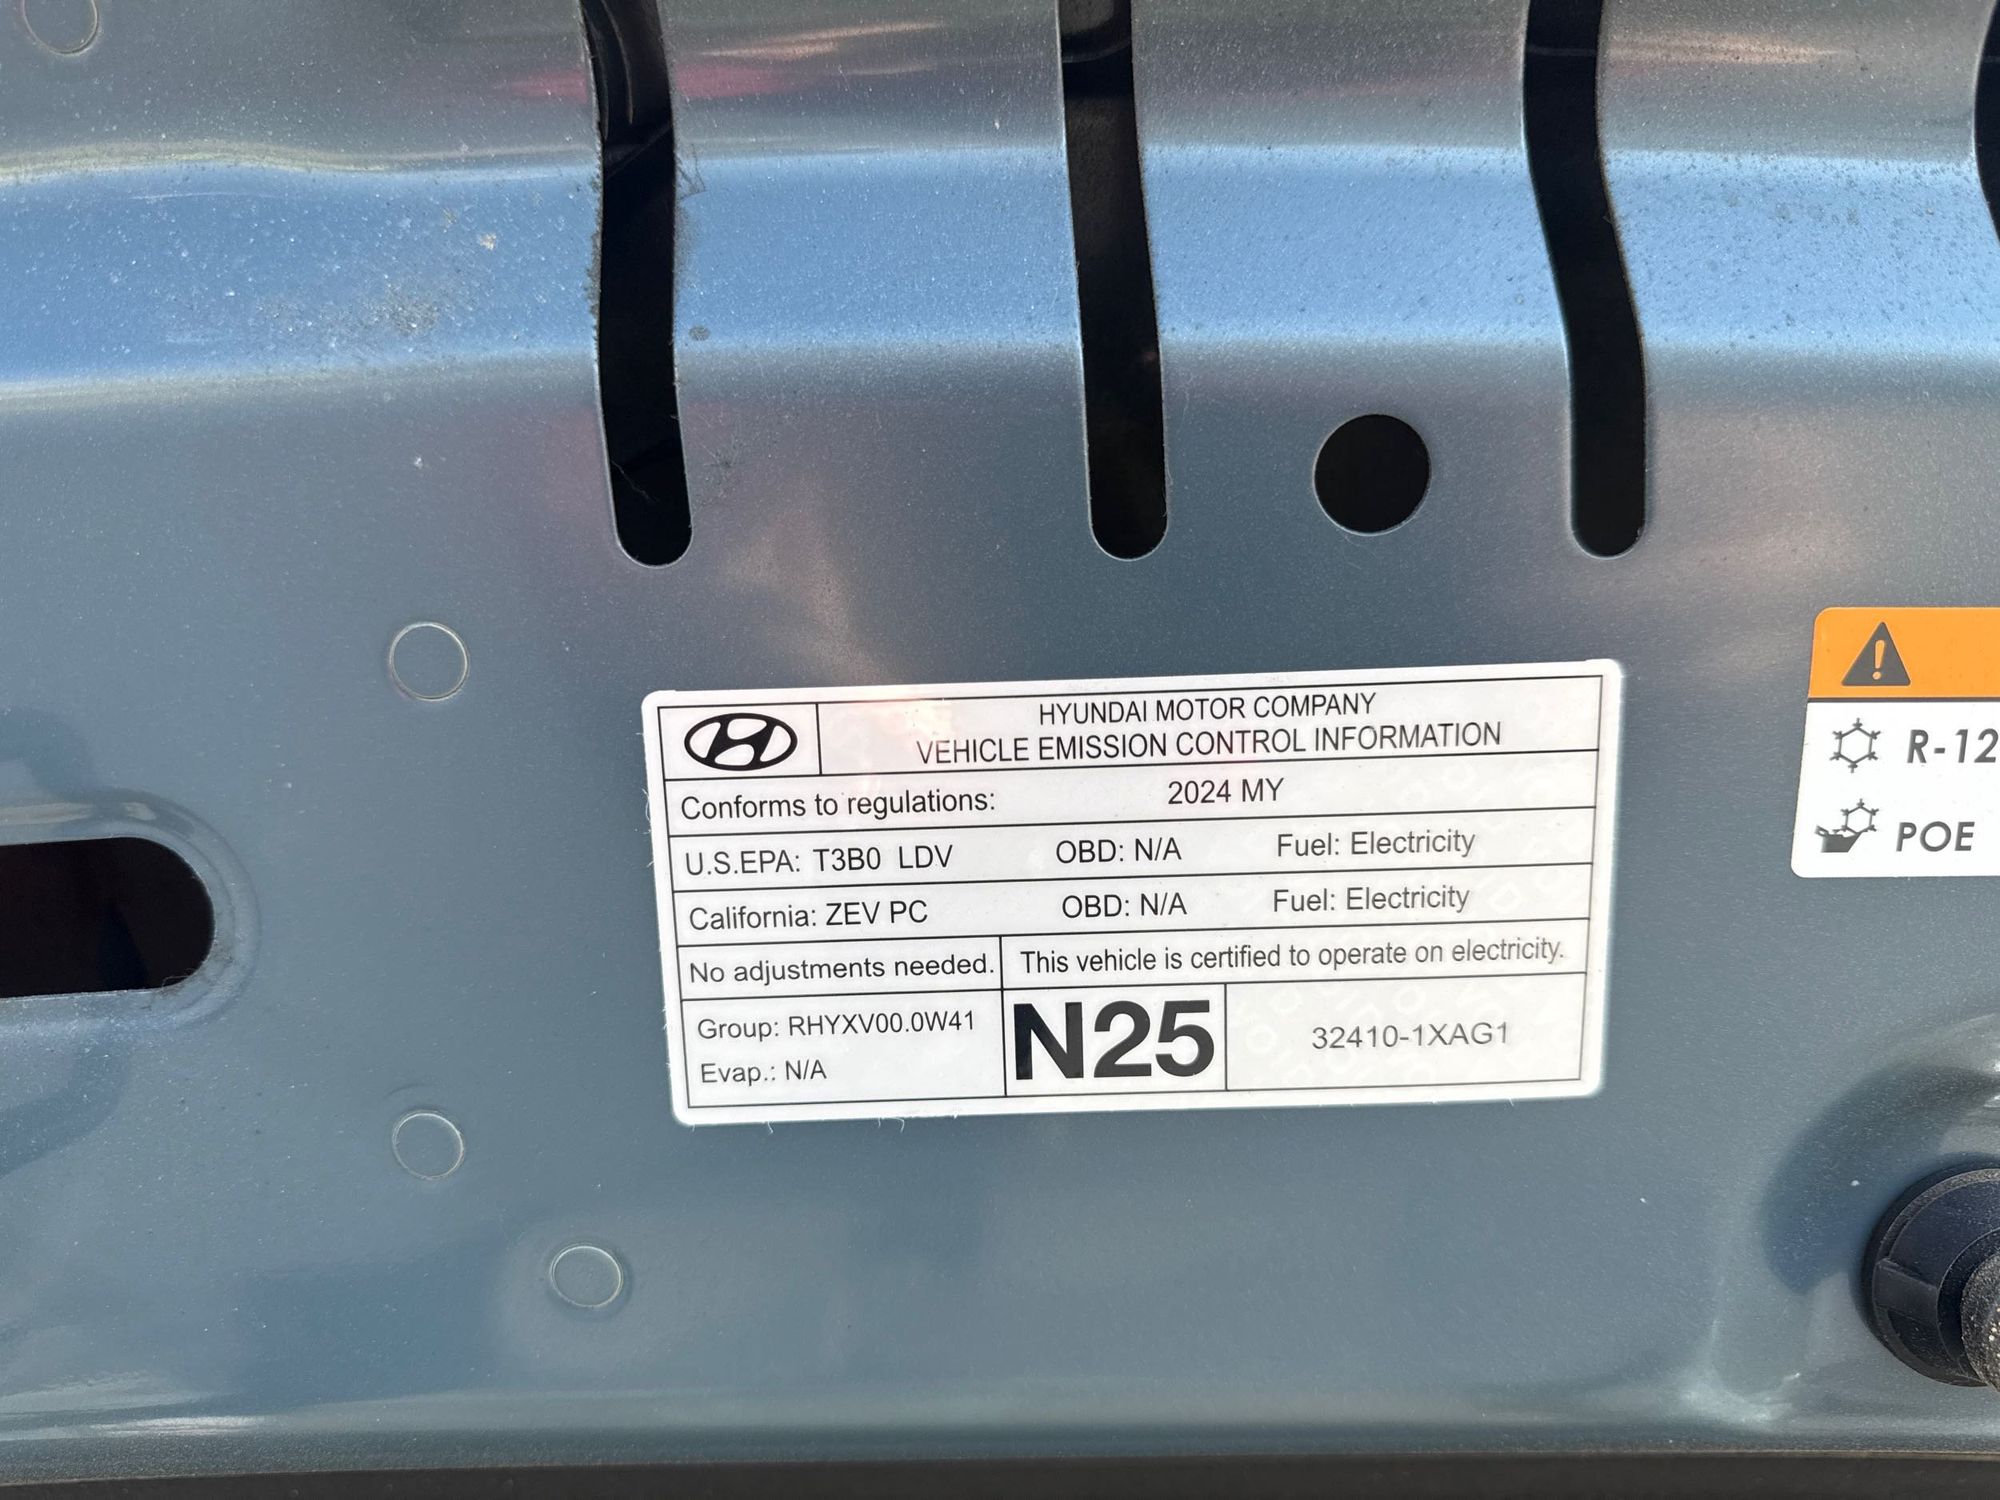 HYUNDAI MOTOR COMPANY
VEHICLE EMISSION CONTROL INFORMATION
Conforms to regulations: 2024 MY
U.S.EPA: T3B0 LDV OBD: N/A Fuel: Electricity
California: ZEV PC OBD: N/A Fuel: Electricity
No adjustments needed. This vehicle is certified to operate on electricity.
Group: RHYXV00.0W41
Evap.: N/A
N25
32410-1XAG1
R-12
POE